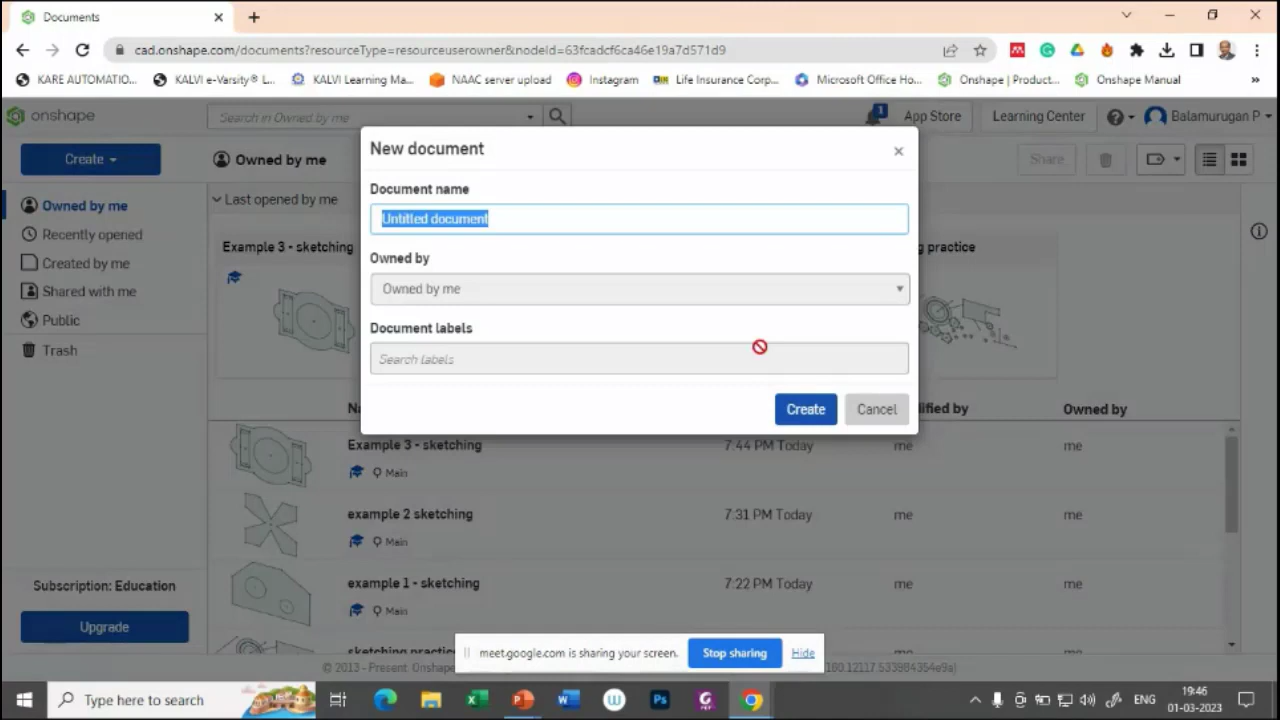 Documents
cad.onshape.com/documents?resourceType=resourceuserowner&nodeId=63fcadcf6ca46e19a7d571d9
KARE AUTOMATIO...
KALVI e-Varsity® L...
KALVI Learning Ma...
NAAC server upload
Instagram
Life Insurance Corp...
Microsoft Office Ho...
Onshape | Product...
Onshape Manual
onshape
Search in Owned by me
1
App Store
Learning Center
Balamurugan P
Create
Owned by me
Share
Owned by me
Recently opened
Created by me
Shared with me
Public
Trash
Last opened by me
Example 3 - sketching
g practice
New document
Document name
Untitled document
Owned by
Owned by me
Document labels
Search labels
Create
Cancel
Owned by
Example 3 - sketching
7:44 PM Today
me
me
Main
example 2 sketching
7:31 PM Today
me
me
Main
example 1 - sketching
7:22 PM Today
me
me
Main
Subscription: Education
Upgrade
meet.google.com is sharing your screen.
Stop sharing
Hide
© 2013 - Present, Onshape
Type here to search
ENG
19:46
01-03-2023